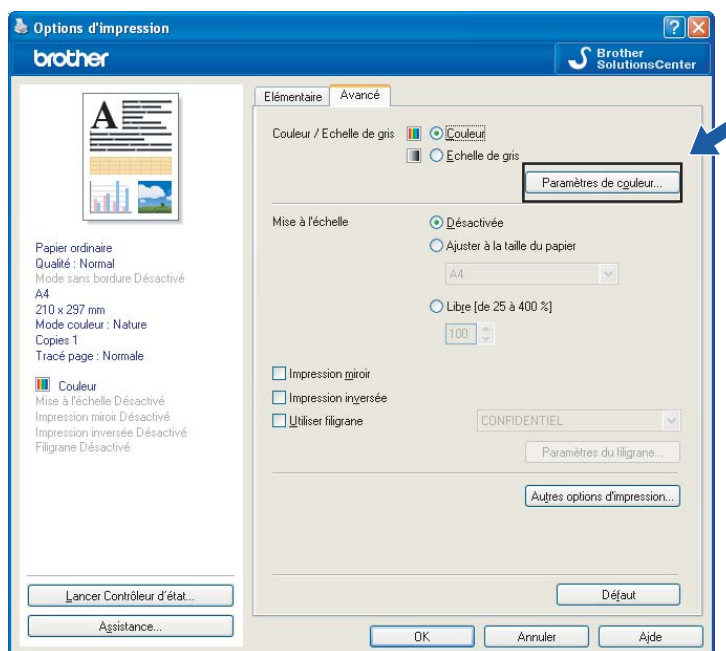 Options d'impression
brother
Brother
SolutionsCenter
A
Papier ordinaire
Qualité : Normal
Mode sans bordure Désactivé
A4
210 x 297 mm
Mode couleur : Nature
Copies 1
Tracé page : Normale
Couleur
Mise à l'échelle Désactivé
Impression miroir Désactivé
Impression inversée Désactivé
Filigrane Désactivé
Lancer Contrôleur d'état...
Assistance...
Elémentaire Avancé
Couleur / Echelle de gris Couleur
Echelle de gris
Paramètres de couleur...
Mise à l'échelle Désactivée
Ajuster à la taille du papier
A4
Libre [de 25 à 400 %]
100
Impression miroir
Impression inversée
Utiliser filigrane CONFIDENTIEL
Paramètres du filigrane...
Autres options d'impression...
Défaut
OK Annuler Aide